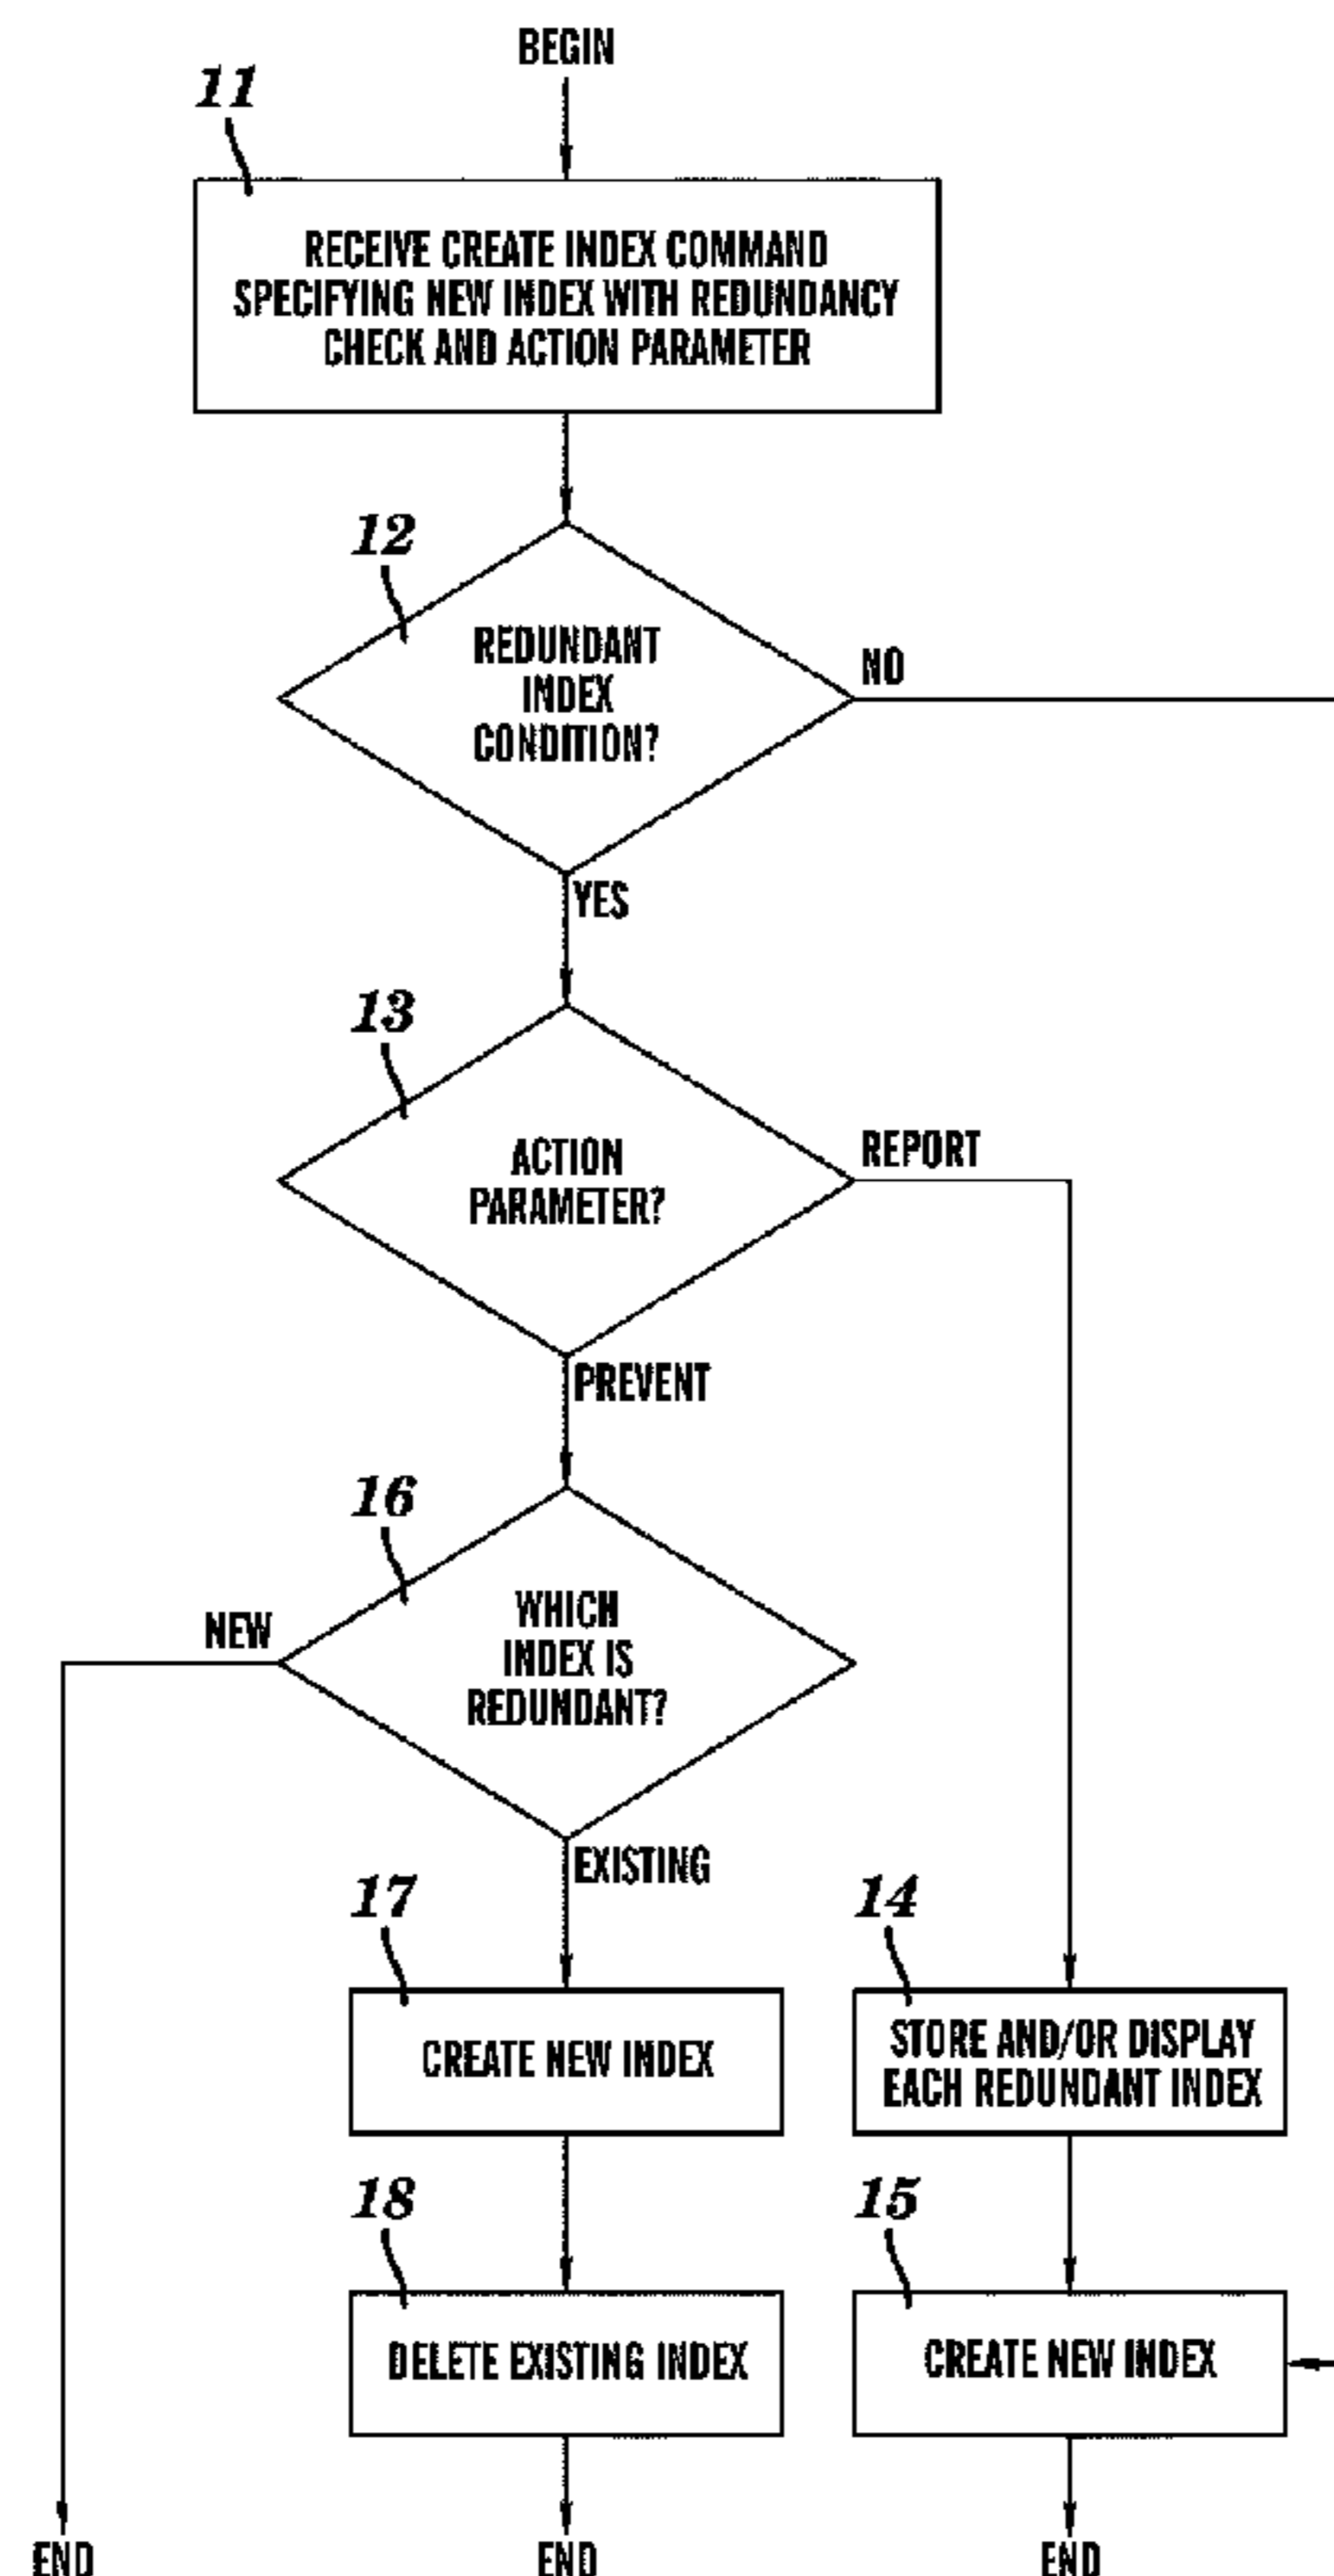 BEGIN
11
RECEIVE CREATE INDEX COMMAND
SPECIFYING NEW INDEX WITH REDUNDANCY
CHECK AND ACTION PARAMETER
12
REDUNDANT
INDEX
CONDITION?
NO
YES
13
ACTION
PARAMETER?
REPORT
PREVENT
16
WHICH
INDEX IS
REDUNDANT?
NEW
EXISTING
17
CREATE NEW INDEX
14
STORE AND/OR DISPLAY
EACH REDUNDANT INDEX
18
DELETE EXISTING INDEX
15
CREATE NEW INDEX
END
END
END